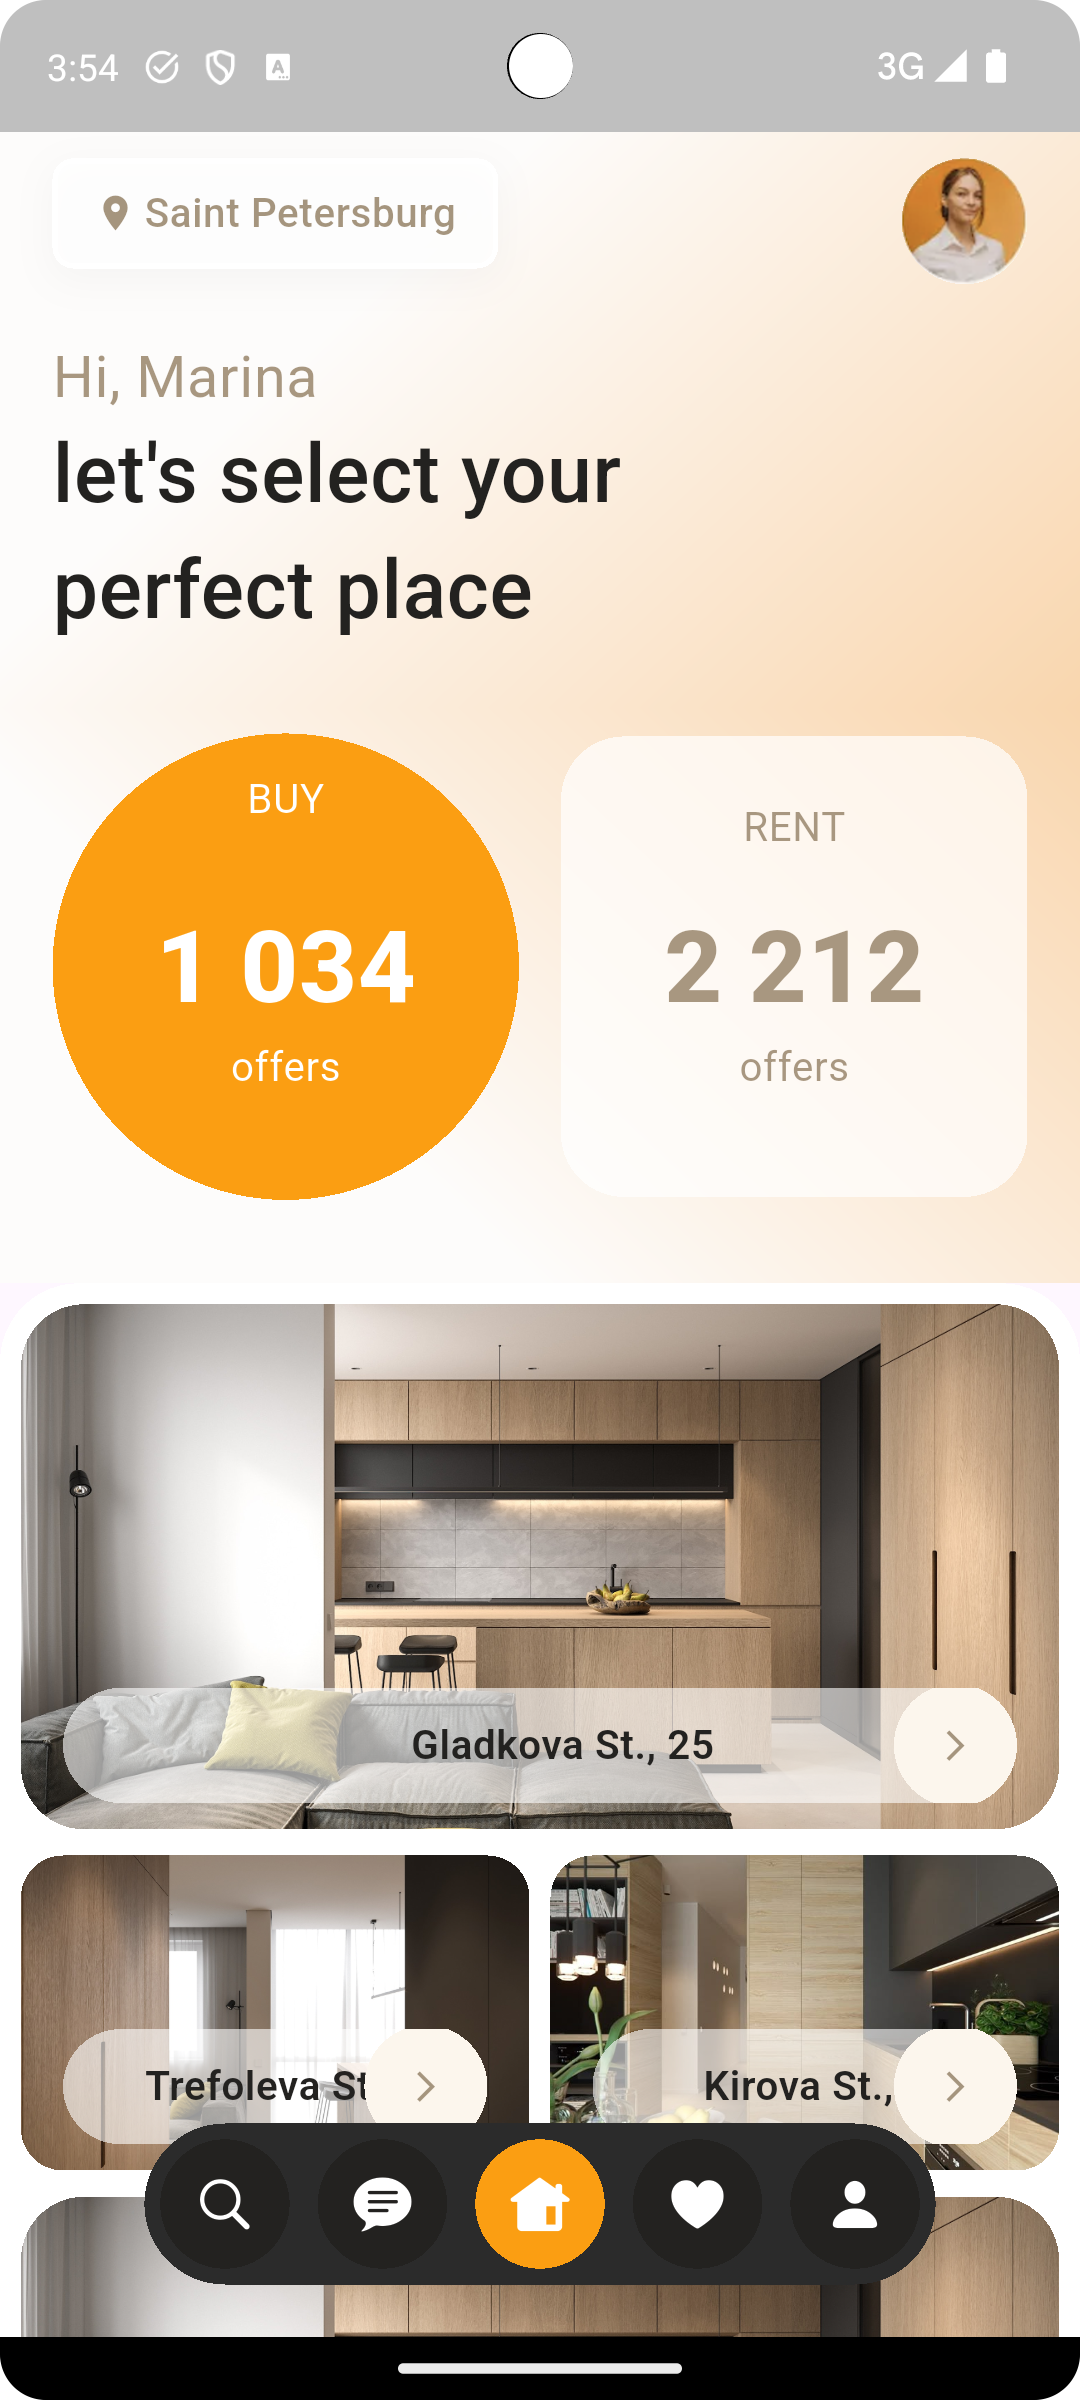 3:54
3G
Saint Petersburg
Hi, Marina
let's select your
perfect place
BUY
1 034
offers
RENT
2 212
offers
Gladkova St., 25
Trefoleva St
Kirova St.,